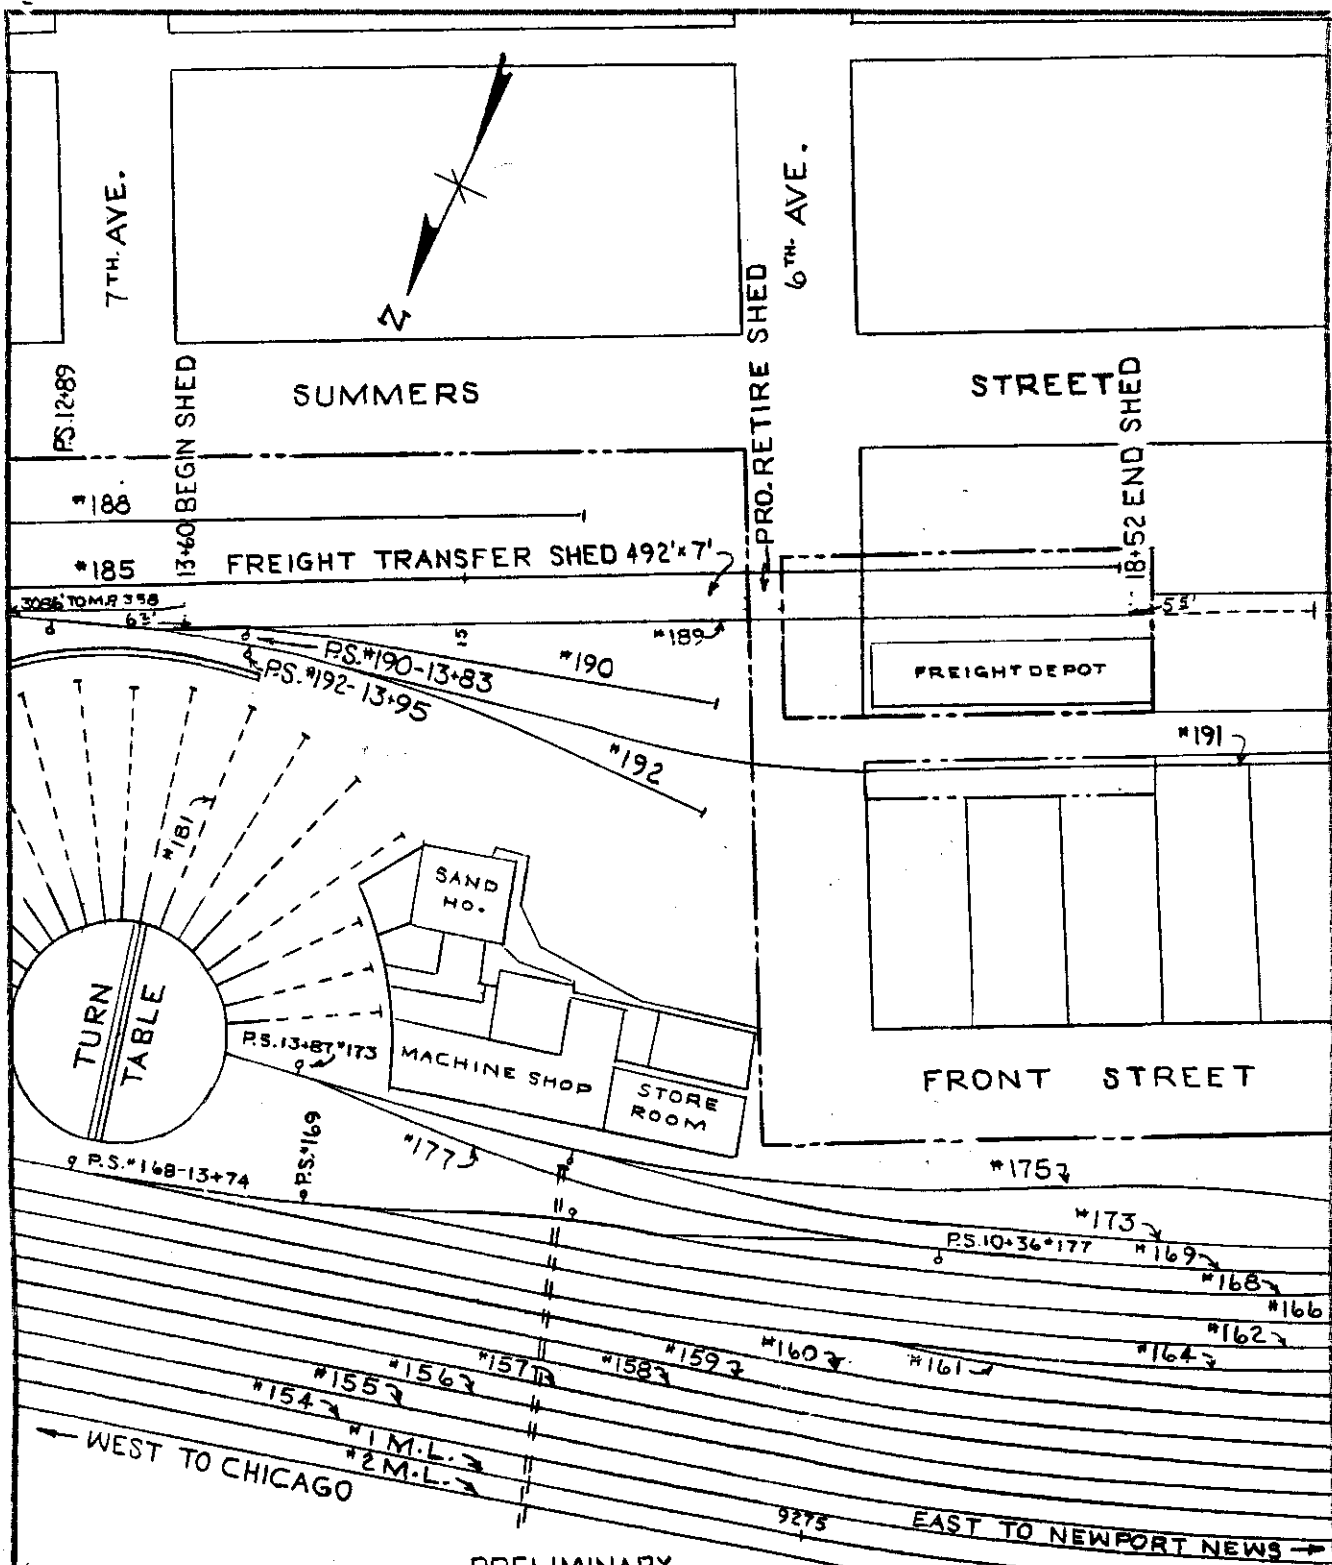 7TH. AVE.
6TH. AVE.
N
P.S. 12+89
13+60 BEGIN SHED
SUMMERS
PRO. RETIRE SHED
STREET
18+52 END SHED
#188
FREIGHT TRANSFER SHED 492'x7'
#185
3086' TO M.P. 358
63'
55'
15
#189
P.S. #190-13+83
#190
FREIGHT DEPOT
P.S. #192-13+95
#192
#191
#181
SAND
HO.
TURN
TABLE
P.S. 13+87 #173
MACHINE SHOP
STORE
ROOM
FRONT STREET
#177
P.S. #169
P.S. #168-13+74
#175
#173
P.S. 10+36 #177
#169
#168
#166
#162
#164
#161
#160
#159
#158
#157
#156
#155
#154
#1 M.L.
#2 M.L.
← WEST TO CHICAGO
9275
EAST TO NEWPORT NEWS →
PRELIMINARY